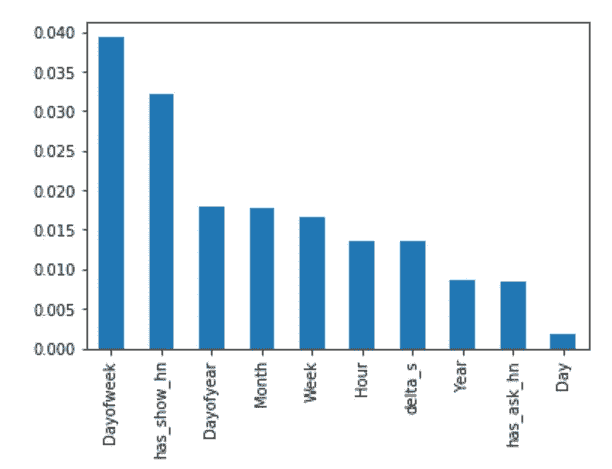 0.040
0.035
0.030
0.025
0.020
0.015
0.010
0.005
0.000
Dayofweek
has_show_hn
Dayofyear
Month
Week
Hour
delta_s
Year
has_ask_hn
Day